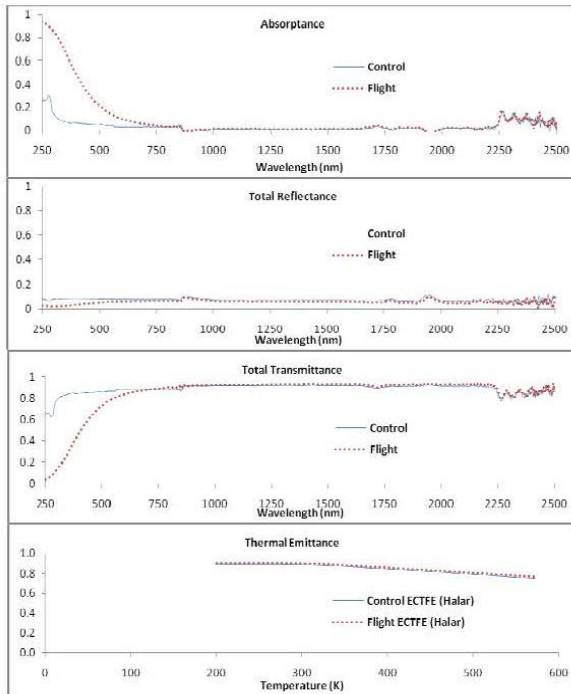 Absorptance
1
0.8
0.6
0.4
0.2
0
Control
Flight
250 500 750 1000 1250 1500 1750 2000 2250 2500
Wavelength (nm)
Total Reflectance
1
0.8
0.6
0.4
0.2
0
Control
Flight
250 500 750 1000 1250 1500 1750 2000 2250 2500
Wavelength (nm)
Total Transmittance
1
0.8
0.6
0.4
0.2
0
Control
Flight
250 500 750 1000 1250 1500 1750 2000 2250 2500
Wavelength (nm)
Thermal Emittance
1.0
0.8
0.6
0.4
0.2
0.0
Control ECTFE (Halar)
Flight ECTFE (Halar)
0 100 200 300 400 500 600
Temperature (K)